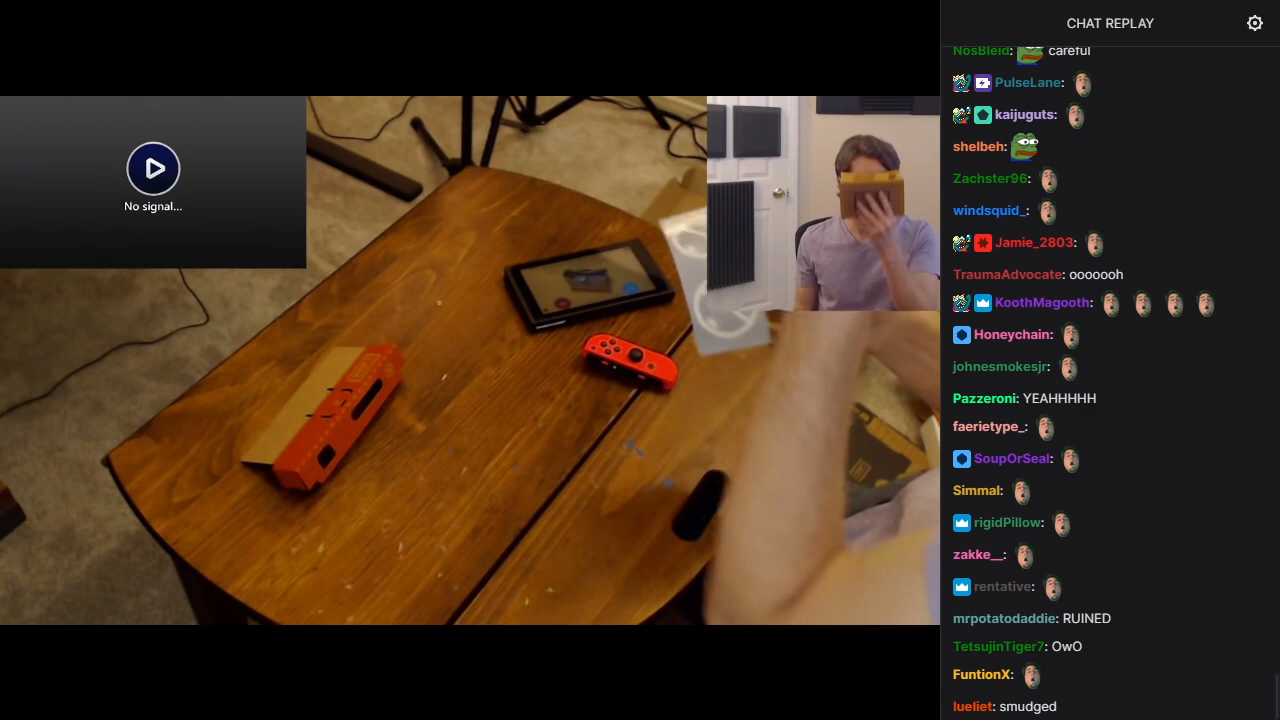 No signal...
CHAT REPLAY
NosBleid: careful
PulseLane:
kaijuguts:
shelbeh:
Zachster96:
windsquid_:
Jamie_2803:
TraumaAdvocate: ooooooh
KoothMagooth:
Honeychain:
johnesmokesjr:
Pazzeroni: YEAHHHHH
faerietype_:
SoupOrSeal:
Simmal:
rigidPillow:
zakke__:
rentative:
mrpotatodaddie: RUINED
TetsujinTiger7: OwO
FuntionX:
lueliet: smudged